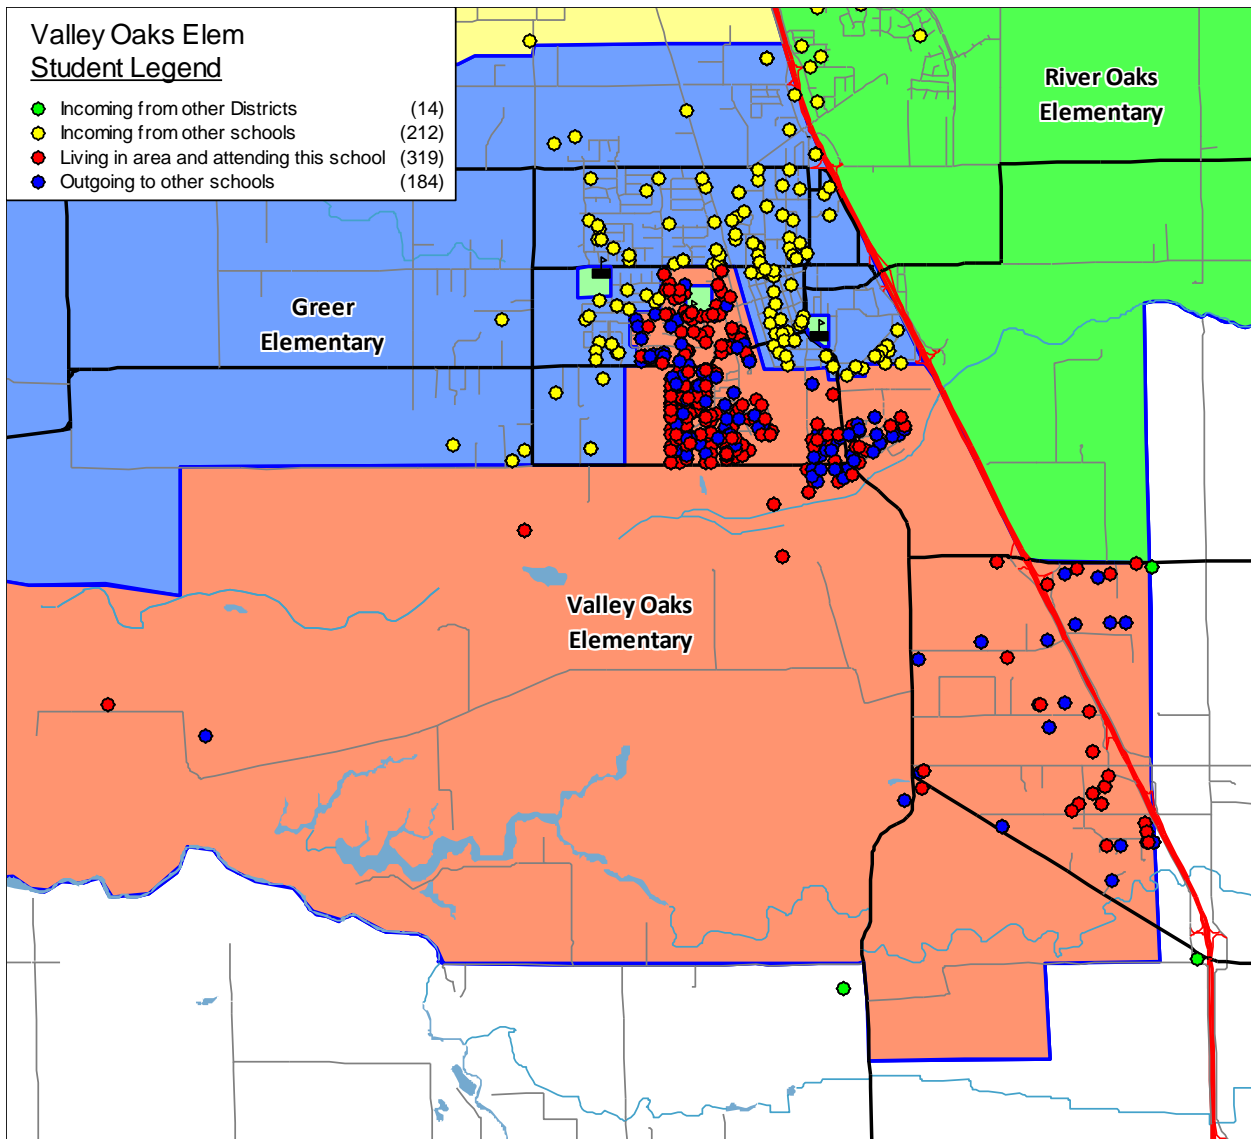 Valley Oaks Elem
Student Legend
Incoming from other Districts (14)
Incoming from other schools (212)
Living in area and attending this school (319)
Outgoing to other schools (184)
River Oaks
Elementary
Greer
Elementary
Valley Oaks
Elementary